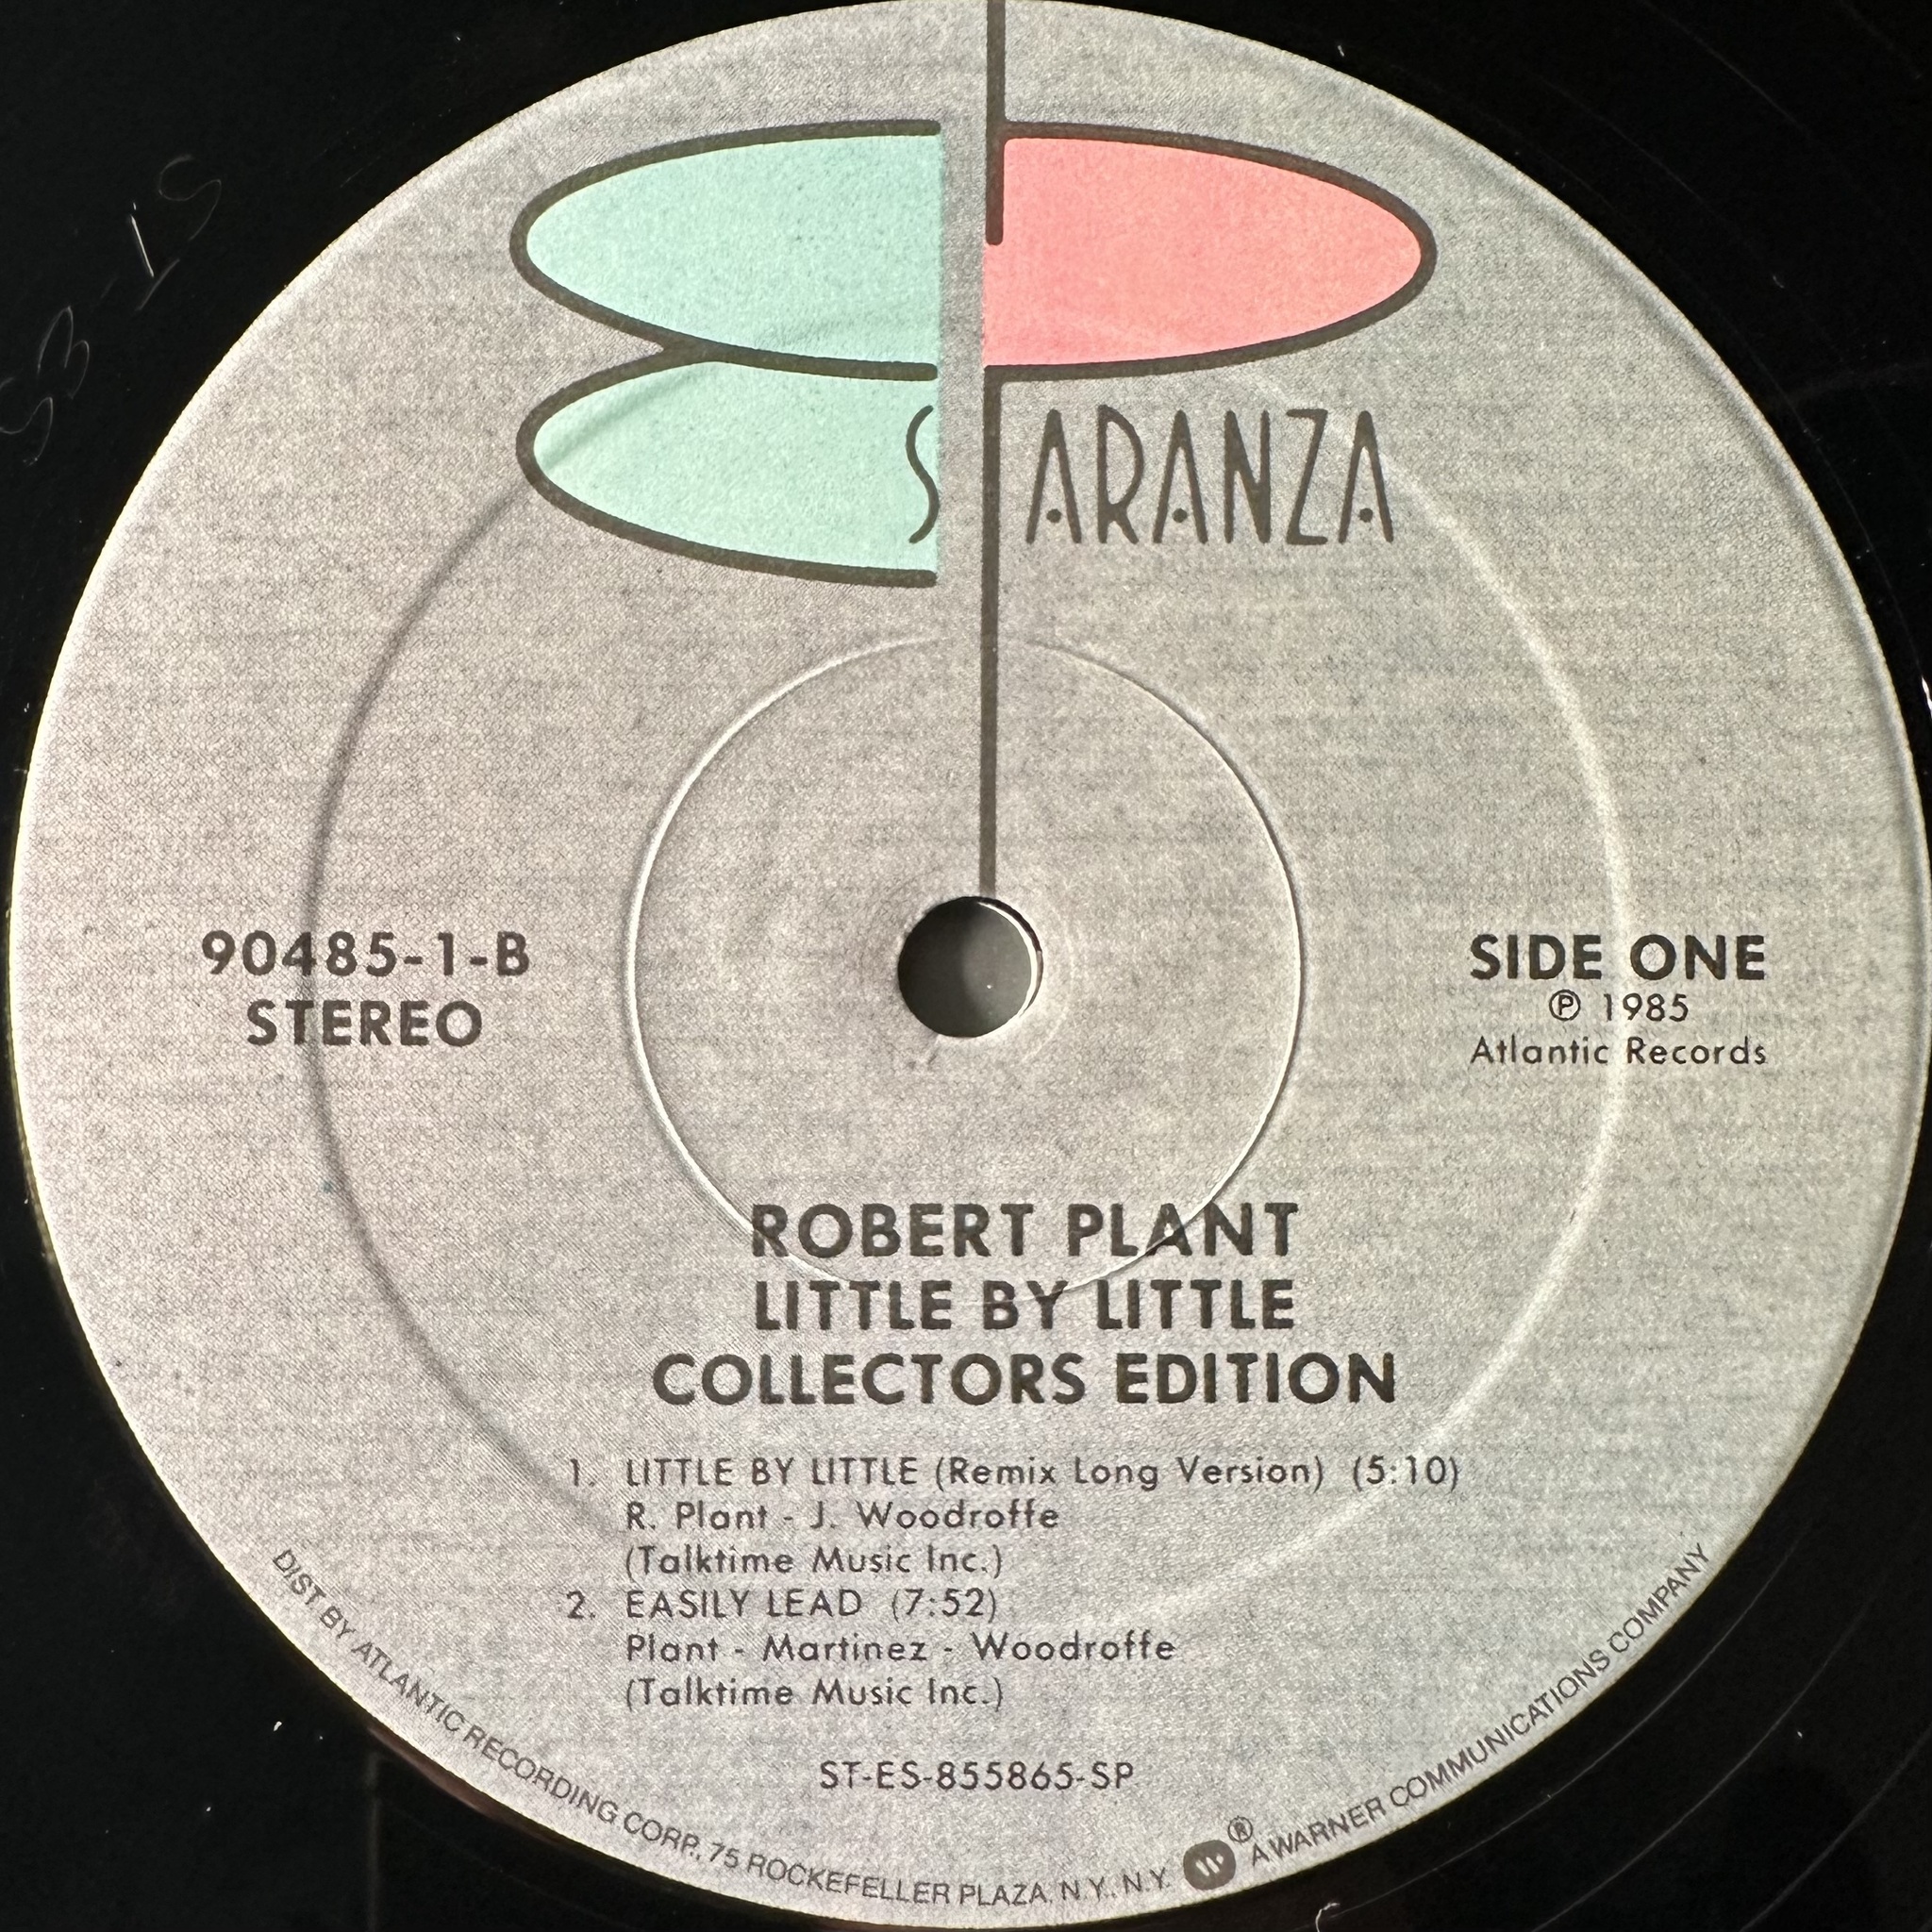 S ARANZA
90485-1-B
STEREO
SIDE ONE
Ⓟ 1985
Atlantic Records
ROBERT PLANT
LITTLE BY LITTLE
COLLECTORS EDITION
1. LITTLE BY LITTLE (Remix Long Version) (5:10)
R. Plant - J. Woodroffe
(Talktime Music Inc.)
2. EASILY LEAD (7:52)
Plant - Martinez - Woodroffe
(Talktime Music Inc.)
ST-ES-855865-SP
DIST BY ATLANTIC RECORDING CORP., 75 ROCKEFELLER PLAZA, N.Y., N.Y. ® A WARNER COMMUNICATIONS COMPANY